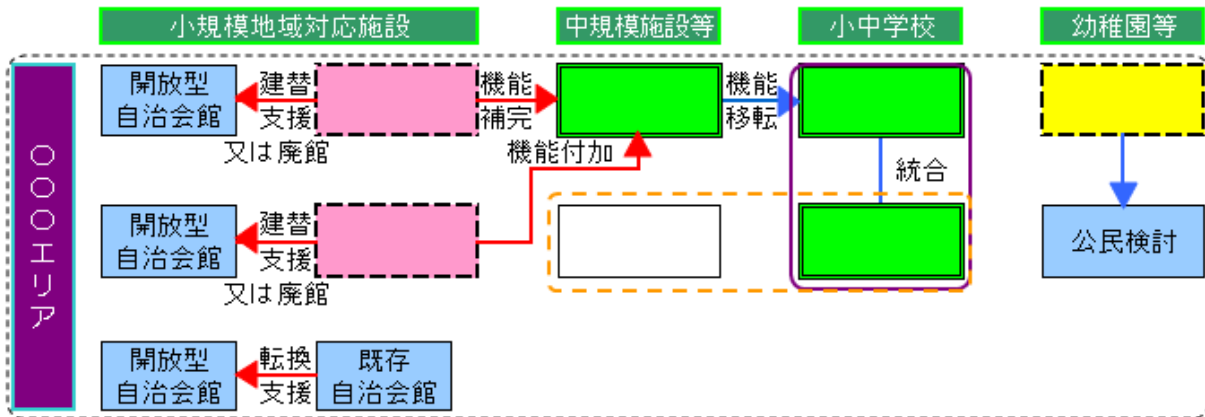 小規模地域対応施設
中規模施設等
小中学校
幼稚園等
○○○エリア
開放型
自治会館
建替
支援
又は廃館
機能
補完
機能付加
機能
移転
統合
開放型
自治会館
建替
支援
又は廃館
公民検討
開放型
自治会館
転換
支援
既存
自治会館